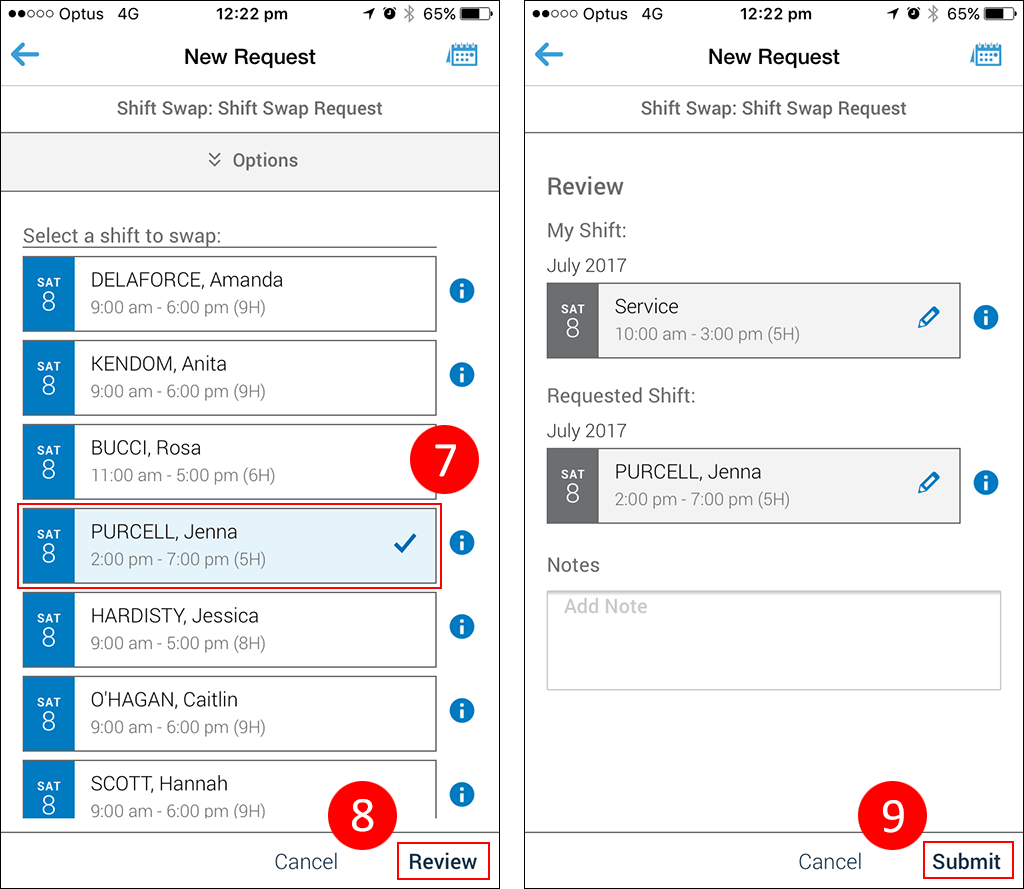 Optus 4G 12:22 pm 65%
New Request
Shift Swap: Shift Swap Request
Options
Select a shift to swap:
SAT
8
DELAFORCE, Amanda
9:00 am - 6:00 pm (9H)
SAT
8
KENDOM, Anita
9:00 am - 6:00 pm (9H)
SAT
8
BUCCI, Rosa
11:00 am - 5:00 pm (6H)
7
SAT
8
PURCELL, Jenna
2:00 pm - 7:00 pm (5H)
SAT
8
HARDISTY, Jessica
9:00 am - 5:00 pm (8H)
SAT
8
O'HAGAN, Caitlin
9:00 am - 6:00 pm (9H)
SAT
8
SCOTT, Hannah
9:00 am - 6:00 pm (9H)
8
Cancel Review
Optus 4G 12:22 pm 65%
New Request
Shift Swap: Shift Swap Request
Review
My Shift:
July 2017
SAT
8
Service
10:00 am - 3:00 pm (5H)
Requested Shift:
July 2017
SAT
8
PURCELL, Jenna
2:00 pm - 7:00 pm (5H)
Notes
Add Note
9
Cancel Submit